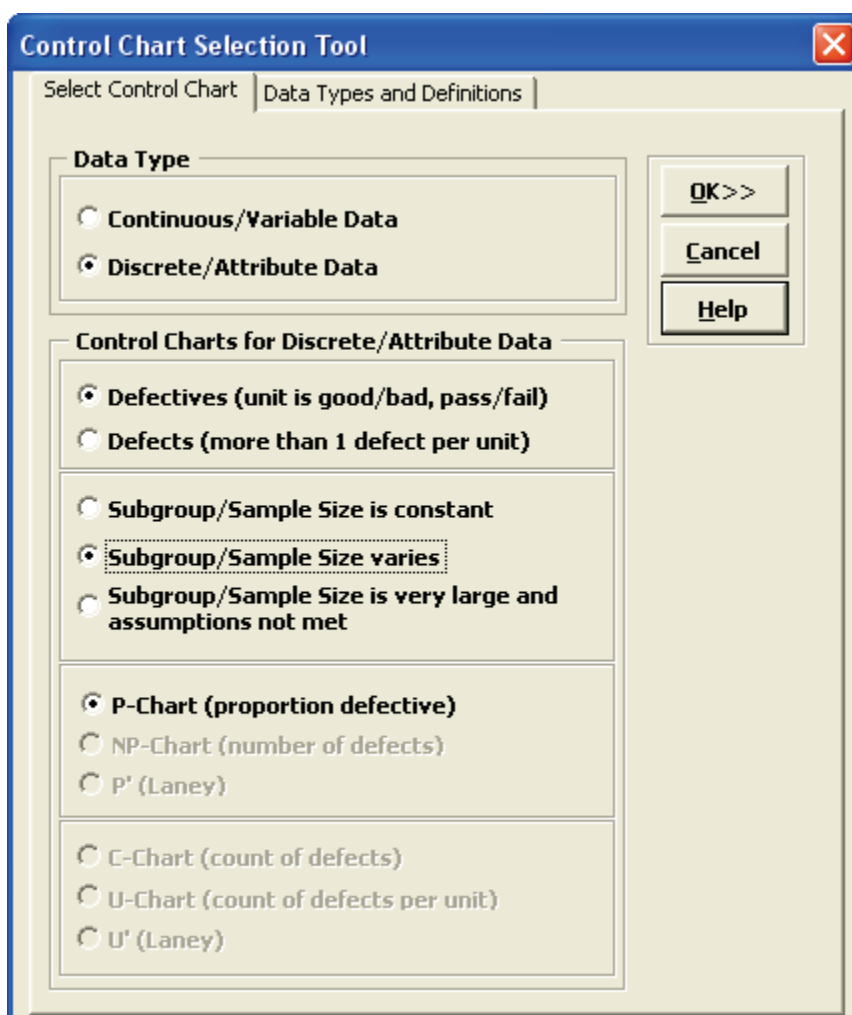 Control Chart Selection Tool
Select Control Chart
Data Types and Definitions
Data Type
Continuous/Variable Data
Discrete/Attribute Data
OK>>
Cancel
Help
Control Charts for Discrete/Attribute Data
Defectives (unit is good/bad, pass/fail)
Defects (more than 1 defect per unit)
Subgroup/Sample Size is constant
Subgroup/Sample Size varies
Subgroup/Sample Size is very large and
assumptions not met
P-Chart (proportion defective)
NP-Chart (number of defects)
P' (Laney)
C-Chart (count of defects)
U-Chart (count of defects per unit)
U' (Laney)